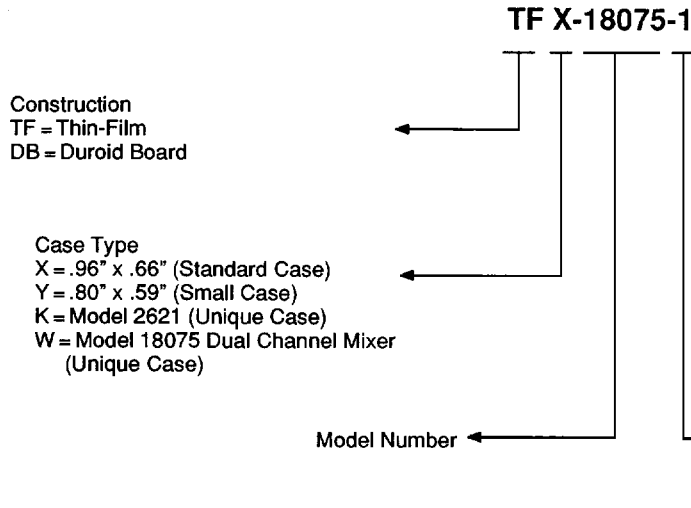 TF X-18075-1
Construction
TF = Thin-Film
DB = Duroid Board
Case Type
X = .96" x .66" (Standard Case)
Y = .80" x .59" (Small Case)
K = Model 2621 (Unique Case)
W = Model 18075 Dual Channel Mixer
(Unique Case)
Model Number